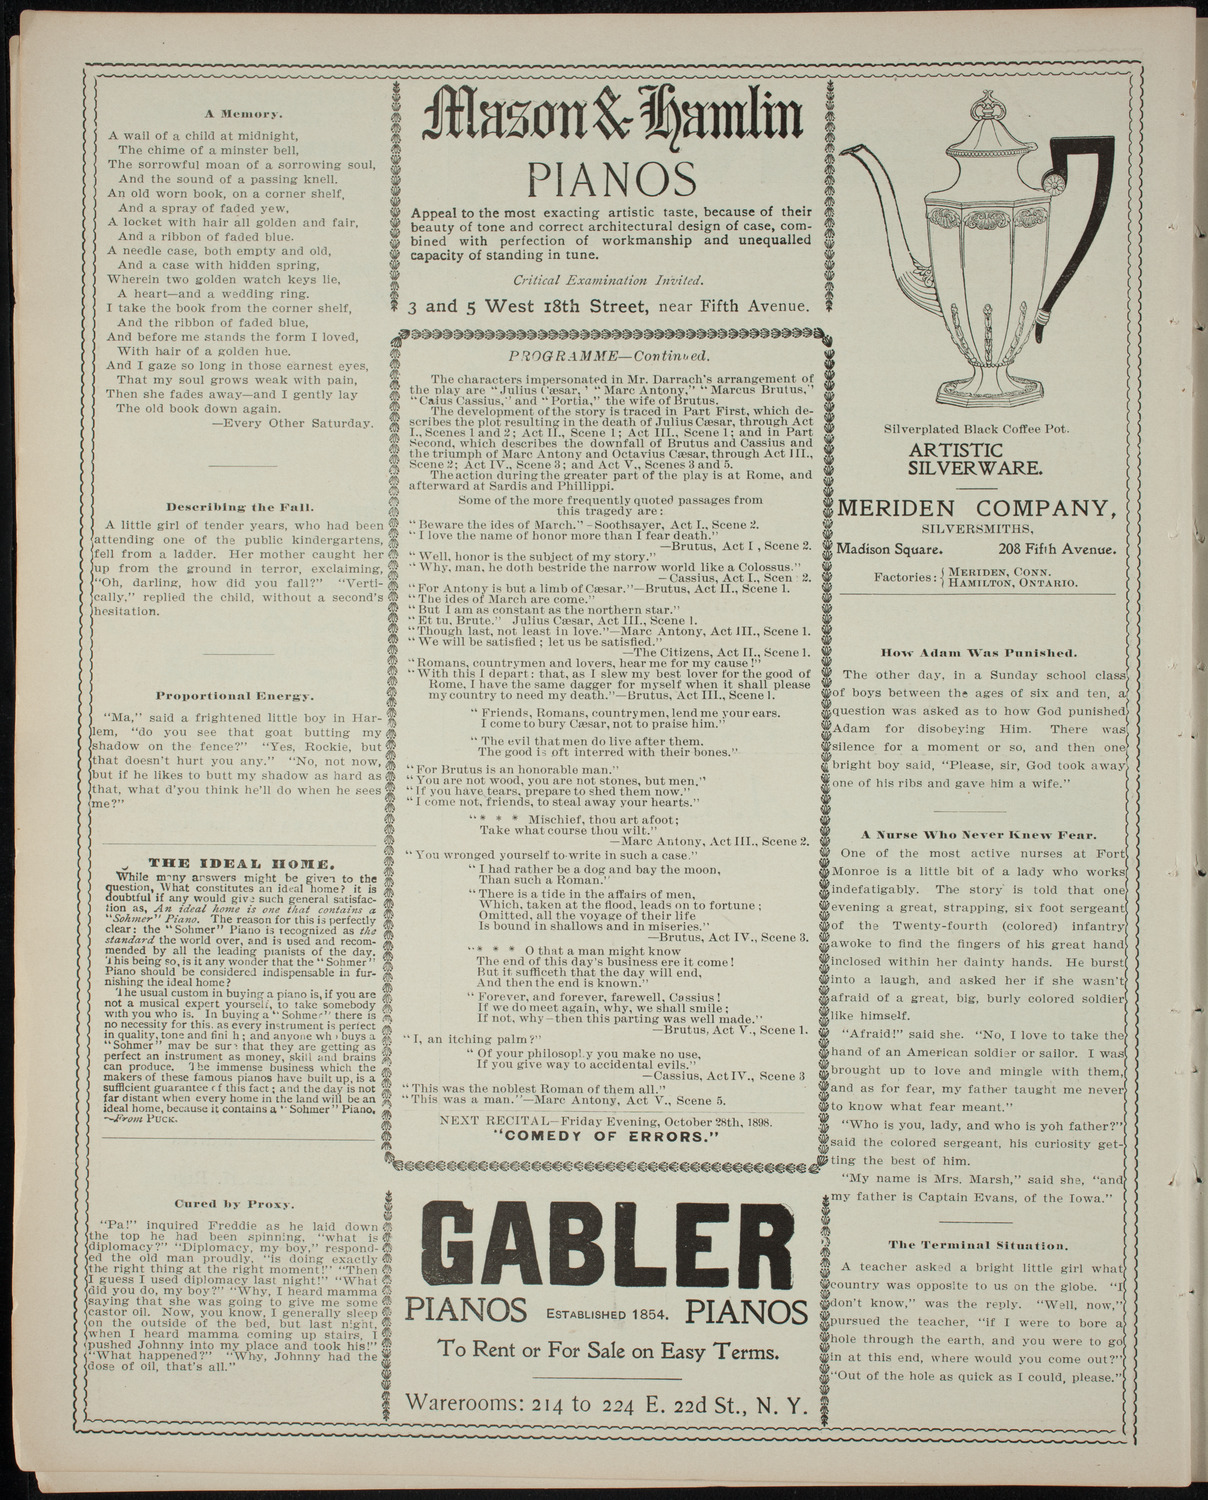 A Memory.
A wail of a child at midnight,
The chime of a minster bell,
The sorrowful moan of a sorrowing soul,
And the sound of a passing knell.
An old worn book, on a corner shelf,
And a spray of faded yew,
A locket with hair all golden and fair,
And a ribbon of faded blue.
A needle case, both empty and old,
And a case with hidden spring,
Wherein two golden watch keys lie,
A heart—and a wedding ring.
I take the book from the corner shelf,
And the ribbon of faded blue,
And before me stands the form I loved,
With hair of a golden hue.
And I gaze so long in those earnest eyes,
That my soul grows weak with pain,
Then she fades away—and I gently lay
The old book down again.
—Every Other Saturday.
Describing the Fall.
A little girl of tender years, who had been
attending one of the public kindergartens,
fell from a ladder. Her mother caught her
up from the ground in terror, exclaiming,
"Oh, darling, how did you fall?" "Verti-
cally," replied the child, without a second's
hesitation.
Proportional Energy.
"Ma," said a frightened little boy in Har-
lem, "do you see that goat butting my
shadow on the fence?" "Yes, Rockie, but
that doesn't hurt you any." "No, not now,
but if he likes to butt my shadow as hard as
that, what d'you think he'll do when he sees
me?"
THE IDEAL HOME.
While many answers might be given to the
question, What constitutes an ideal home? it is
doubtful if any would give such general satisfac-
tion as, An ideal home is one that contains a
"Sohmer" Piano. The reason for this is perfectly
clear: the "Sohmer" Piano is recognized as the
standard the world over, and is used and recom-
mended by all the leading pianists of the day.
This being so, is it any wonder that the "Sohmer"
Piano should be considered indispensable in fur-
nishing the ideal home?
The usual custom in buying a piano is, if you are
not a musical expert yourself, to take somebody
with you who is. In buying a "Sohmer" there is
no necessity for this, as every instrument is perfect
in quality, tone and fini h; and anyone who buys a
"Sohmer" may be sure that they are getting as
perfect an instrument as money, skill and brains
can produce. The immense business which the
makers of these famous pianos have built up, is a
sufficient guarantee of this fact; and the day is not
far distant when every home in the land will be an
ideal home, because it contains a "Sohmer" Piano.
—From PUCK.
Cured by Proxy.
"Pa!" inquired Freddie as he laid down
the top he had been spinning, "what is
diplomacy?" "Diplomacy, my boy," respond-
ed the old man proudly, "is doing exactly
the right thing at the right moment!" "Then
I guess I used diplomacy last night!" "What
did you do, my boy?" "Why, I heard mamma
saying that she was going to give me some
castor oil. Now, you know, I generally sleep
on the outside of the bed, but last night,
when I heard mamma coming up stairs, I
pushed Johnny into my place and took his!"
"What happened?" "Why, Johnny had the
dose of oil, that's all."
Mason & Hamlin
PIANOS
Appeal to the most exacting artistic taste, because of their
beauty of tone and correct architectural design of case, com-
bined with perfection of workmanship and unequalled
capacity of standing in tune.
Critical Examination Invited.
3 and 5 West 18th Street, near Fifth Avenue.
PROGRAMME—Continued.
The characters impersonated in Mr. Darrach's arrangement of
the play are "Julius Cæsar,' "Marc Antony," "Marcus Brutus,"
"Caius Cassius," and "Portia," the wife of Brutus.
The development of the story is traced in Part First, which de-
scribes the plot resulting in the death of Julius Cæsar, through Act
I., Scenes 1 and 2; Act II., Scene 1; Act III., Scene 1; and in Part
Second, which describes the downfall of Brutus and Cassius and
the triumph of Marc Antony and Octavius Cæsar, through Act III.,
Scene 2; Act IV., Scene 3; and Act V., Scenes 3 and 5.
The action during the greater part of the play is at Rome, and
afterward at Sardis and Phillippi.
Some of the more frequently quoted passages from
this tragedy are:
"Beware the ides of March."—Soothsayer, Act I., Scene 2.
"I love the name of honor more than I fear death."
—Brutus, Act I , Scene 2.
"Well, honor is the subject of my story."
"Why, man, he doth bestride the narrow world like a Colossus."
—Cassius, Act I., Scen 2.
"For Antony is but a limb of Cæsar."—Brutus, Act II., Scene 1.
"The ides of March are come."
"But I am as constant as the northern star."
"Et tu, Brute." Julius Cæsar, Act III., Scene 1.
"Though last, not least in love."—Marc Antony, Act III., Scene 1.
"We will be satisfied; let us be satisfied."
—The Citizens, Act II., Scene 1.
"Romans, countrymen and lovers, hear me for my cause!"
"With this I depart: that, as I slew my best lover for the good of
Rome, I have the same dagger for myself when it shall please
my country to need my death."—Brutus, Act III., Scene 1.
"Friends, Romans, countrymen, lend me your ears.
I come to bury Cæsar, not to praise him."
"The evil that men do live after them.
The good is oft interred with their bones."
"For Brutus is an honorable man."
"You are not wood, you are not stones, but men."
"If you have tears, prepare to shed them now."
"I come not, friends, to steal away your hearts."
"* * * Mischief, thou art afoot;
Take what course thou wilt."
—Marc Antony, Act III., Scene 2.
"You wronged yourself to write in such a case."
"I had rather be a dog and bay the moon,
Than such a Roman."
"There is a tide in the affairs of men,
Which, taken at the flood, leads on to fortune;
Omitted, all the voyage of their life
Is bound in shallows and in miseries."
—Brutus, Act IV., Scene 3.
"* * * O that a man might know
The end of this day's business ere it come!
But it sufficeth that the day will end,
And then the end is known."
"Forever, and forever, farewell, Cassius!
If we do meet again, why, we shall smile;
If not, why—then this parting was well made."
—Brutus, Act V., Scene 1.
"I, an itching palm?"
"Of your philosophy you make no use,
If you give way to accidental evils."
—Cassius, Act IV., Scene 3
"This was the noblest Roman of them all."
"This was a man."—Marc Antony, Act V., Scene 5.
NEXT RECITAL—Friday Evening, October 28th, 1898.
"COMEDY OF ERRORS."
GABLER
PIANOS ESTABLISHED 1854. PIANOS
To Rent or For Sale on Easy Terms.
Warerooms: 214 to 224 E. 22d St., N. Y.
Silverplated Black Coffee Pot.
ARTISTIC
SILVERWARE.
MERIDEN COMPANY,
SILVERSMITHS,
Madison Square. 208 Fifth Avenue.
Factories: { MERIDEN, CONN.
HAMILTON, ONTARIO.
How Adam Was Punished.
The other day, in a Sunday school class
of boys between the ages of six and ten, a
question was asked as to how God punished
Adam for disobeying Him. There was
silence for a moment or so, and then one
bright boy said, "Please, sir, God took away
one of his ribs and gave him a wife."
A Nurse Who Never Knew Fear.
One of the most active nurses at Fort
Monroe is a little bit of a lady who works
indefatigably. The story is told that one
evening a great, strapping, six foot sergeant
of the Twenty-fourth (colored) infantry
awoke to find the fingers of his great hand
inclosed within her dainty hands. He burst
into a laugh, and asked her if she wasn't
afraid of a great, big, burly colored soldier
like himself.
"Afraid!" said she. "No, I love to take the
hand of an American soldier or sailor. I was
brought up to love and mingle with them,
and as for fear, my father taught me never
to know what fear meant."
"Who is you, lady, and who is yoh father?"
said the colored sergeant, his curiosity get-
ting the best of him.
"My name is Mrs. Marsh," said she, "and
my father is Captain Evans, of the Iowa."
The Terminal Situation.
A teacher asked a bright little girl what
country was opposite to us on the globe. "I
don't know," was the reply. "Well, now,"
pursued the teacher, "if I were to bore a
hole through the earth, and you were to go
in at this end, where would you come out?"
"Out of the hole as quick as I could, please."